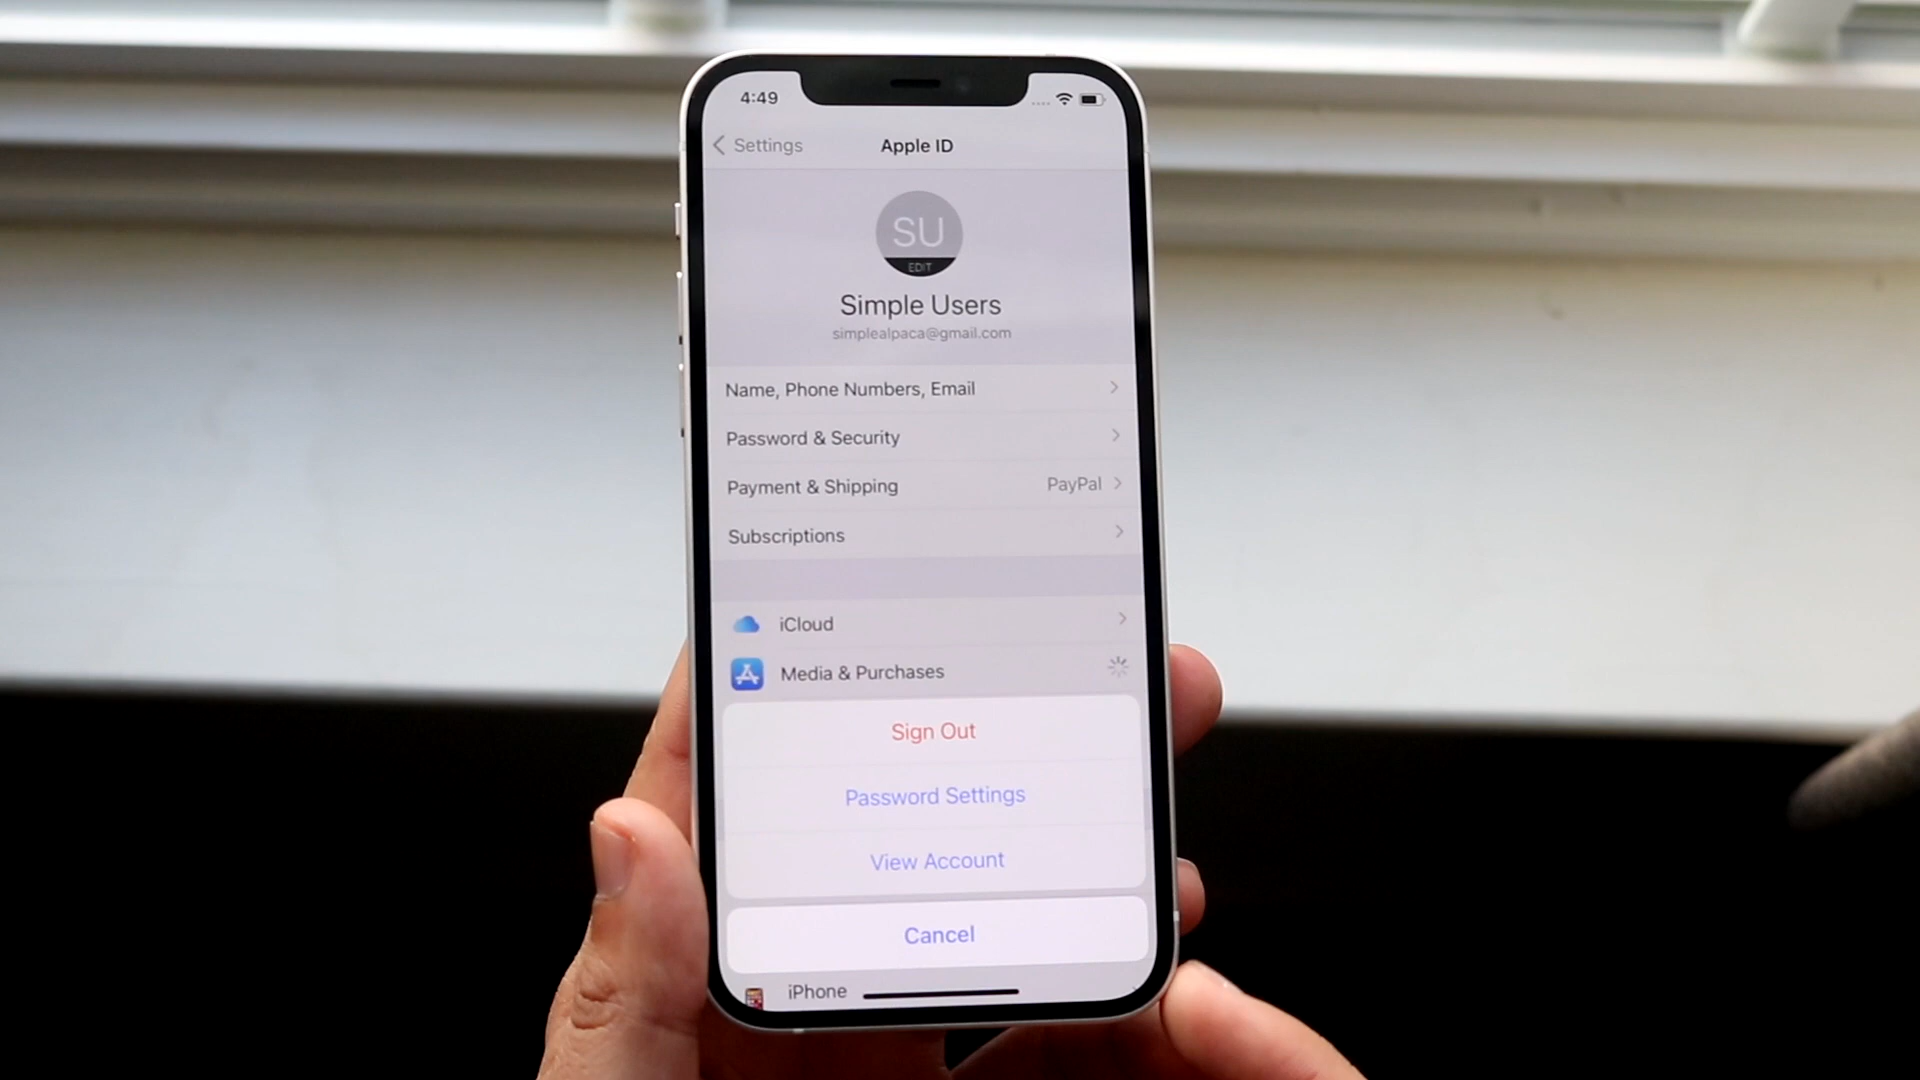 4:49
Settings
Apple ID
SU
EDIT
Simple Users
simplealpaca@gmail.com
Name, Phone Numbers, Email
Password & Security
Payment & Shipping PayPal
Subscriptions
iCloud
Media & Purchases
Sign Out
Password Settings
View Account
Cancel
iPhone